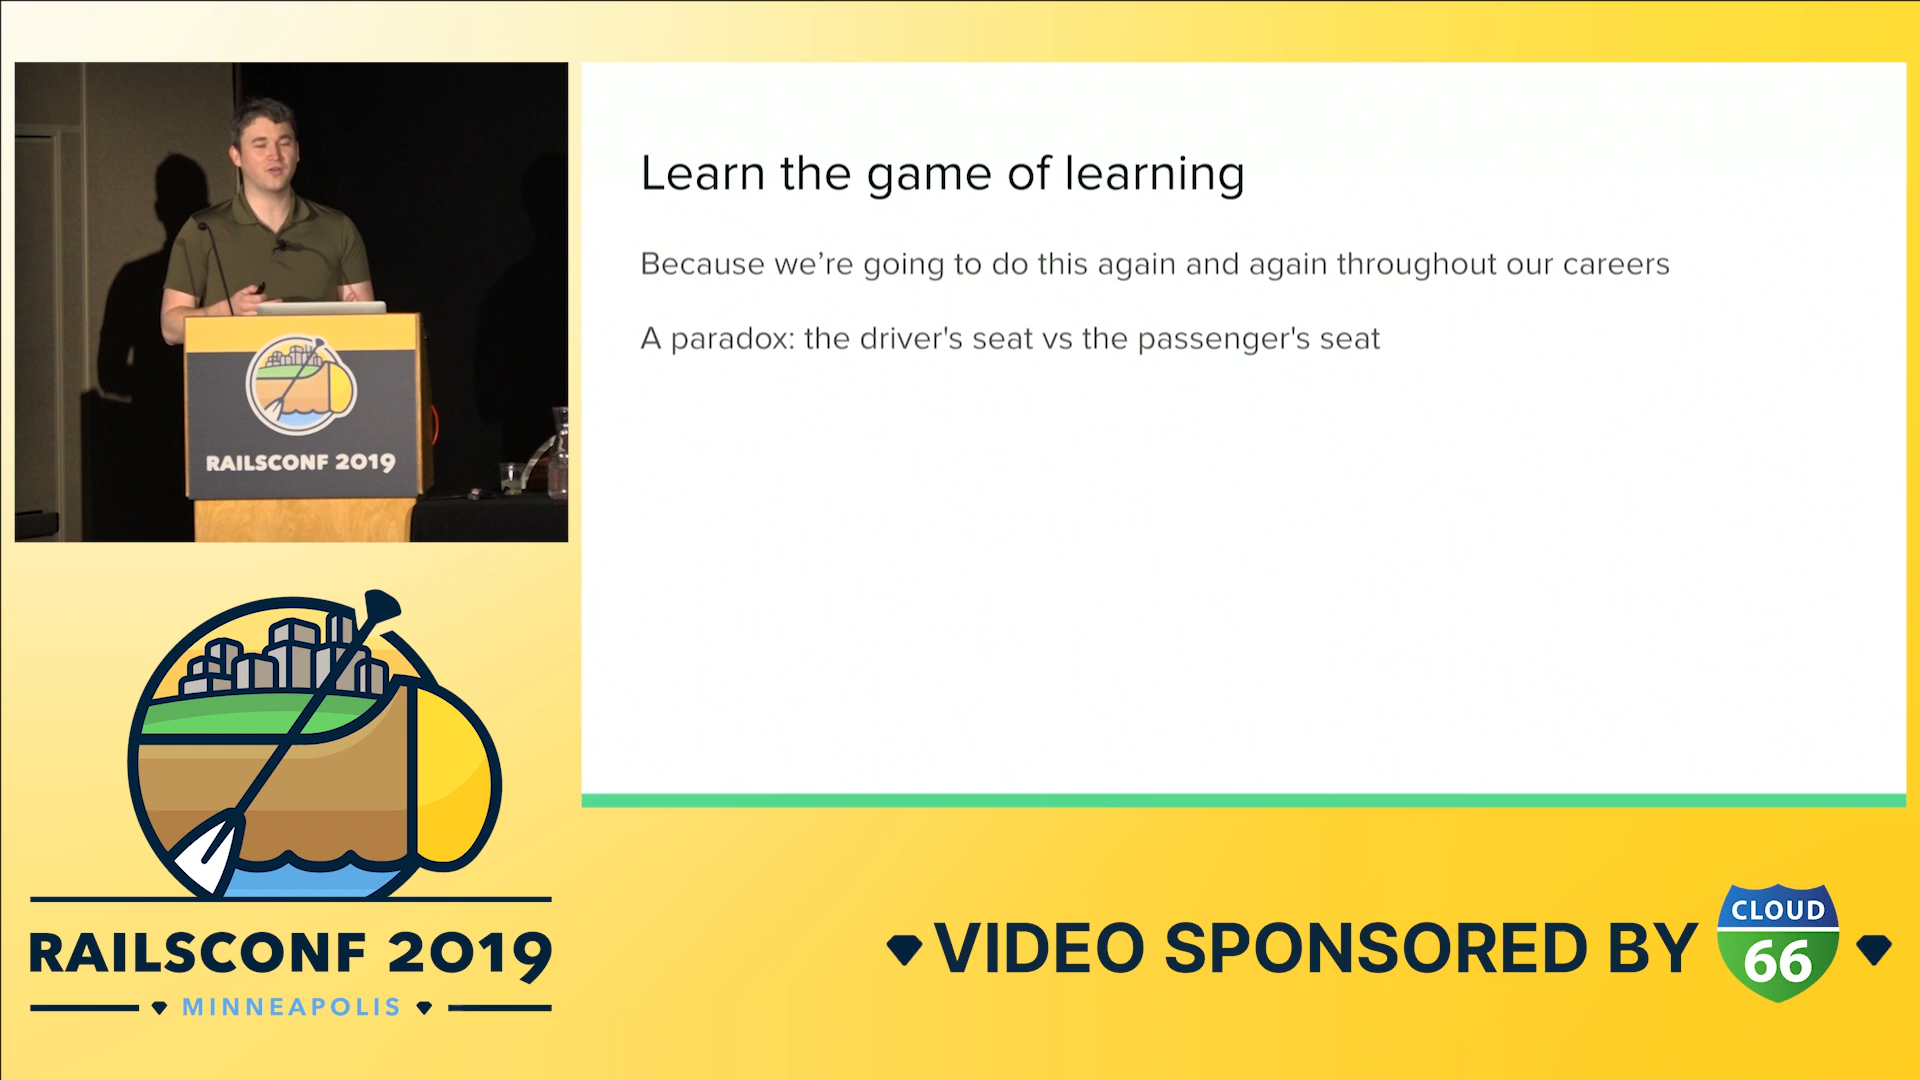 Learn the game of learning
Because we’re going to do this again and again throughout our careers
A paradox: the driver's seat vs the passenger's seat
RAILSCONF 2019
RAILSCONF 2019
MINNEAPOLIS
VIDEO SPONSORED BY
CLOUD
66